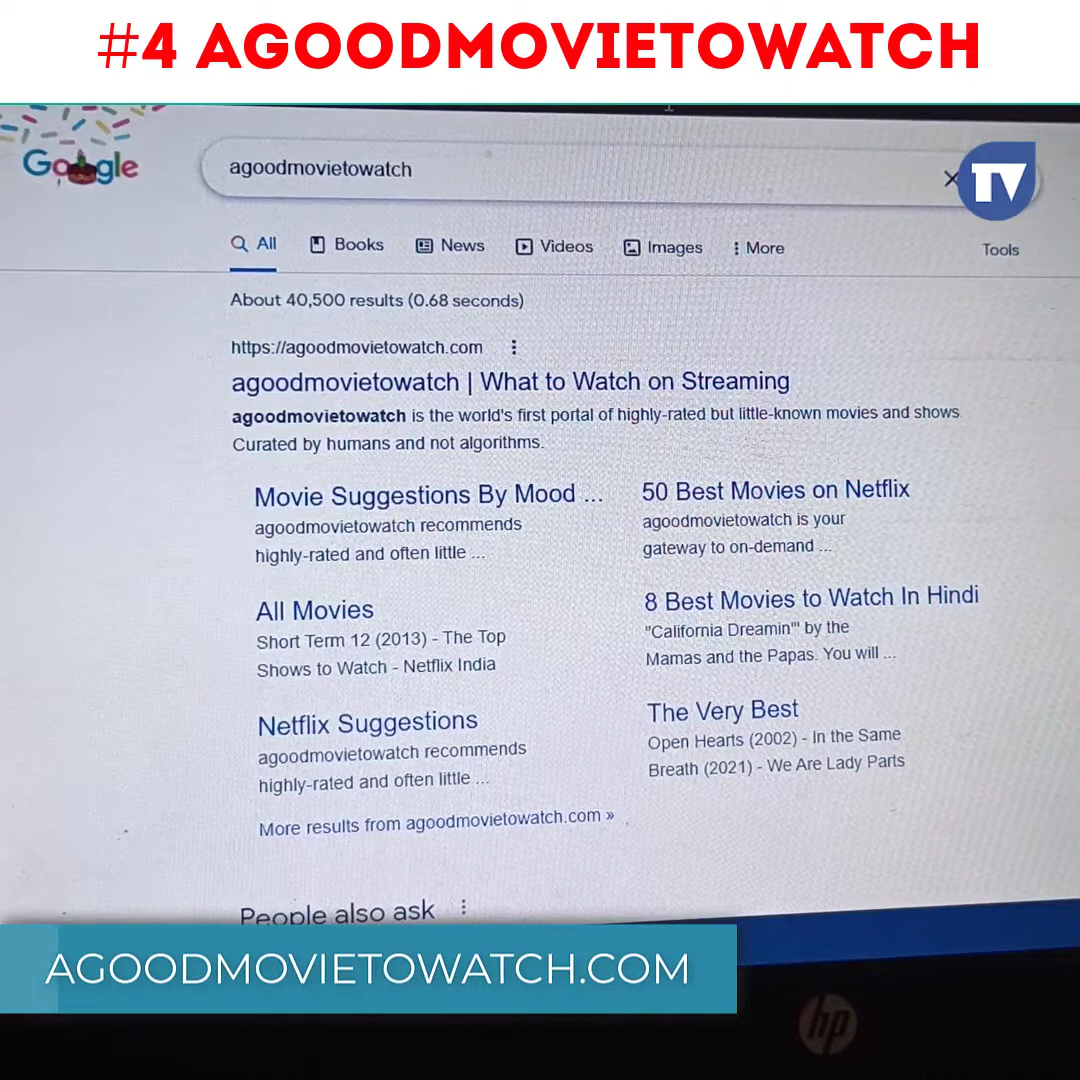 #4 AGOODMOVIETOWATCH
Google
agoodmovietowatch
TV
All Books News Videos Images More Tools
About 40,500 results (0.68 seconds)
https://agoodmovietowatch.com
agoodmovietowatch | What to Watch on Streaming
agoodmovietowatch is the world's first portal of highly-rated but little-known movies and shows.
Curated by humans and not algorithms.
Movie Suggestions By Mood ...
agoodmovietowatch recommends
highly-rated and often little ...
50 Best Movies on Netflix
agoodmovietowatch is your
gateway to on-demand ...
All Movies
Short Term 12 (2013) - The Top
Shows to Watch - Netflix India
8 Best Movies to Watch In Hindi
"California Dreamin'" by the
Mamas and the Papas. You will ...
Netflix Suggestions
agoodmovietowatch recommends
highly-rated and often little ...
The Very Best
Open Hearts (2002) - In the Same
Breath (2021) - We Are Lady Parts
More results from agoodmovietowatch.com »
People also ask
AGOODMOVIETOWATCH.COM
hp